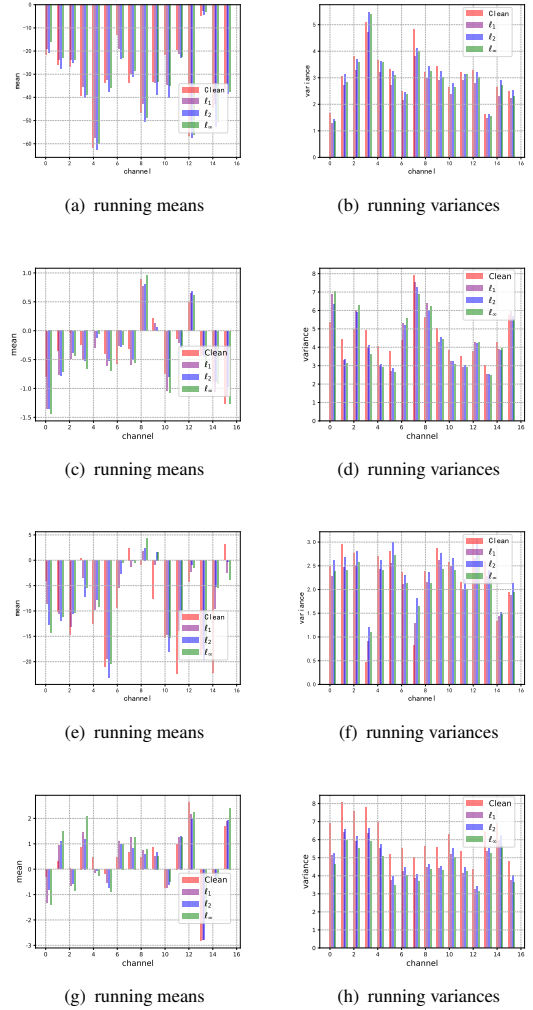 0
−10
−20
−30
−40
−50
−60
mean
0 2 4 6 8 10 12 14 16
channel
Clean
ℓ1
ℓ2
ℓ∞
5
4
3
2
1
0
variance
0 2 4 6 8 10 12 14 16
channel
Clean
ℓ1
ℓ2
ℓ∞
(a) running means
(b) running variances
1.0
0.5
0.0
-0.5
-1.0
-1.5
mean
0 2 4 6 8 10 12 14 16
channel
Clean
ℓ1
ℓ2
ℓ∞
8
7
6
5
4
3
2
1
0
variance
0 2 4 6 8 10 12 14 16
channel
Clean
ℓ1
ℓ2
ℓ∞
(c) running means
(d) running variances
5
0
−5
−10
−15
−20
mean
0 2 4 6 8 10 12 14 16
channel
Clean
ℓ1
ℓ2
ℓ∞
3.0
2.5
2.0
1.5
1.0
0.5
0.0
variance
0 2 4 6 8 10 12 14 16
channel
Clean
ℓ1
ℓ2
ℓ∞
(e) running means
(f) running variances
2
1
0
-1
-2
-3
mean
0 2 4 6 8 10 12 14 16
channel
Clean
ℓ1
ℓ2
ℓ∞
8
7
6
5
4
3
2
1
0
variance
0 2 4 6 8 10 12 14 16
channel
Clean
ℓ1
ℓ2
ℓ∞
(g) running means
(h) running variances